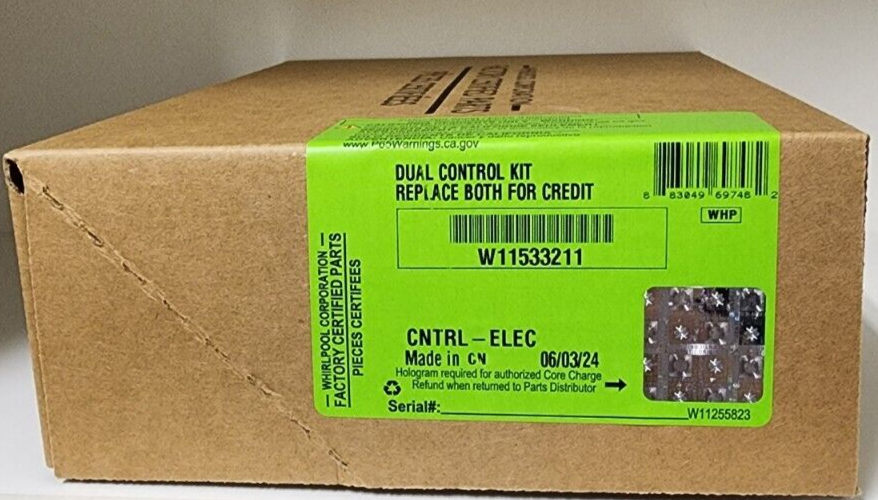 www.P65Warnings.ca.gov
DUAL CONTROL KIT
REPLACE BOTH FOR CREDIT
8 83049 69748 2
WHP
W11533211
WHIRLPOOL CORPORATION
FACTORY CERTIFIED PARTS
PIECES CERTIFEES
CNTRL-ELEC
Made in CN 06/03/24
Hologram required for authorized Core Charge
Refund when returned to Parts Distributor
Serial#:
W11255823